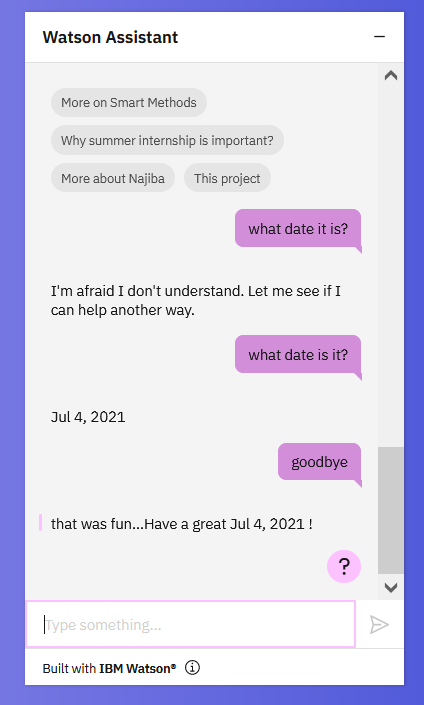 Watson Assistant
More on Smart Methods
Why summer internship is important?
More about Najiba
This project
what date it is?
I'm afraid I don't understand. Let me see if I
can help another way.
what date is it?
Jul 4, 2021
goodbye
that was fun...Have a great Jul 4, 2021 !
?
Type something...
Built with IBM Watson®